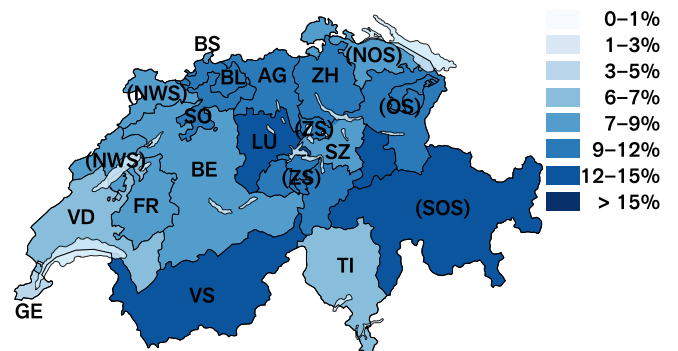 BS
(NWS)
BL
AG
ZH
(NOS)
SO
LU
(ZS)
(OS)
(NWS)
BE
SZ
(ZS)
VD
FR
(SOS)
TI
VS
GE
0–1%
1–3%
3–5%
6–7%
7–9%
9–12%
12–15%
> 15%